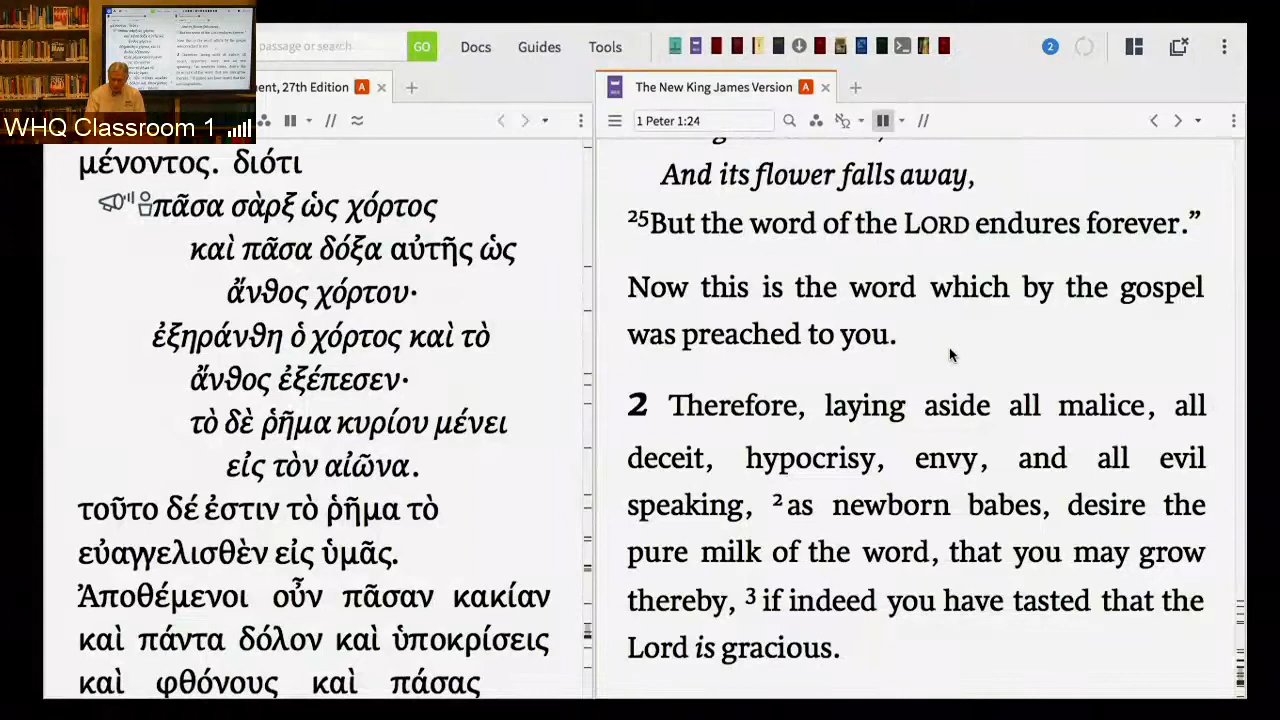 WHQ Classroom 1
passage or search
GO
Docs
Guides
Tools
2
ment, 27th Edition A
The New King James Version A
1 Peter 1:24
μένοντος. διότι
πᾶσα σὰρξ ὡς χόρτος
καὶ πᾶσα δόξα αὐτῆς ὡς
ἄνθος χόρτου·
ἐξηράνθη ὁ χόρτος καὶ τὸ
ἄνθος ἐξέπεσεν·
τὸ δὲ ῥῆμα κυρίου μένει
εἰς τὸν αἰῶνα.
τοῦτο δέ ἐστιν τὸ ῥῆμα τὸ
εὐαγγελισθὲν εἰς ὑμᾶς.
Ἀποθέμενοι οὖν πᾶσαν κακίαν
καὶ πάντα δόλον καὶ ὑποκρίσεις
καὶ φθόνους καὶ πάσας
And its flower falls away,
25But the word of the LORD endures forever.”
Now this is the word which by the gospel
was preached to you.
2 Therefore, laying aside all malice, all
deceit, hypocrisy, envy, and all evil
speaking, 2as newborn babes, desire the
pure milk of the word, that you may grow
thereby, 3if indeed you have tasted that the
Lord is gracious.